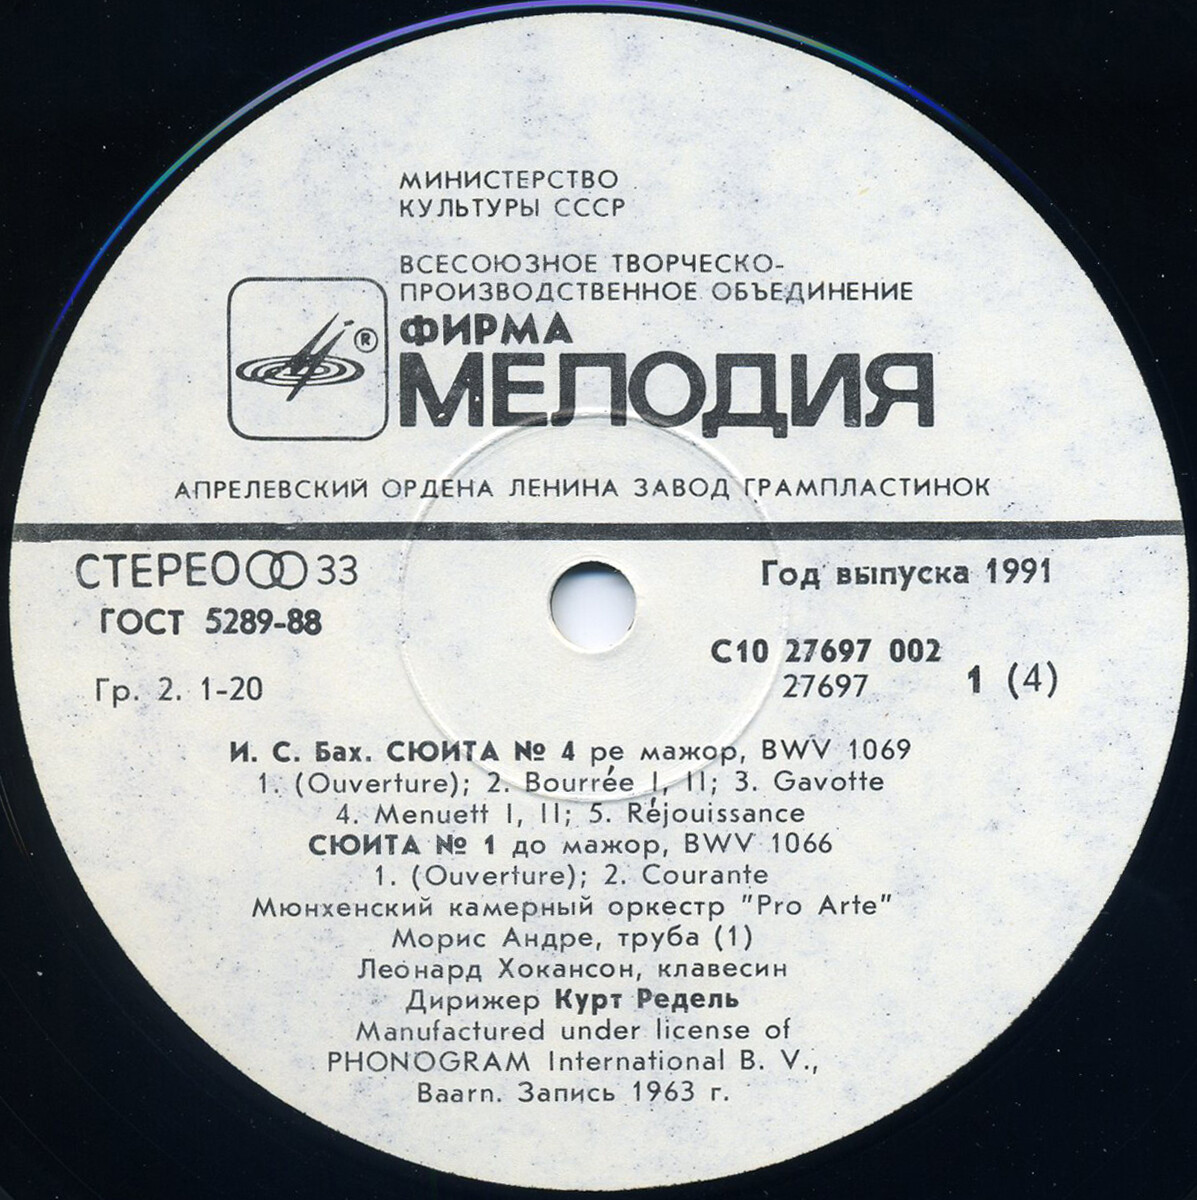 МИНИСТЕРСТВО
КУЛЬТУРЫ СССР
ВСЕСОЮЗНОЕ ТВОРЧЕСКО-
ПРОИЗВОДСТВЕННОЕ ОБЪЕДИНЕНИЕ
ФИРМА
®
МЕЛОДИЯ
АПРЕЛЕВСКИЙ ОРДЕНА ЛЕНИНА ЗАВОД ГРАМПЛАСТИНОК
СТЕРЕО 33
Год выпуска 1991
ГОСТ 5289-88
С10 27697 002
Гр. 2. 1-20
27697 1 (4)
И. С. Бах. СЮИТА № 4 ре мажор, BWV 1069
1. (Ouverture); 2. Bourrée I, II; 3. Gavotte
4. Menuett I, II; 5. Réjouissance
СЮИТА № 1 до мажор, BWV 1066
1. (Ouverture); 2. Courante
Мюнхенский камерный оркестр "Pro Arte"
Морис Андре, труба (1)
Леонард Хокансон, клавесин
Дирижер Курт Редель
Manufactured under license of
PHONOGRAM International B. V.,
Baarn. Запись 1963 г.